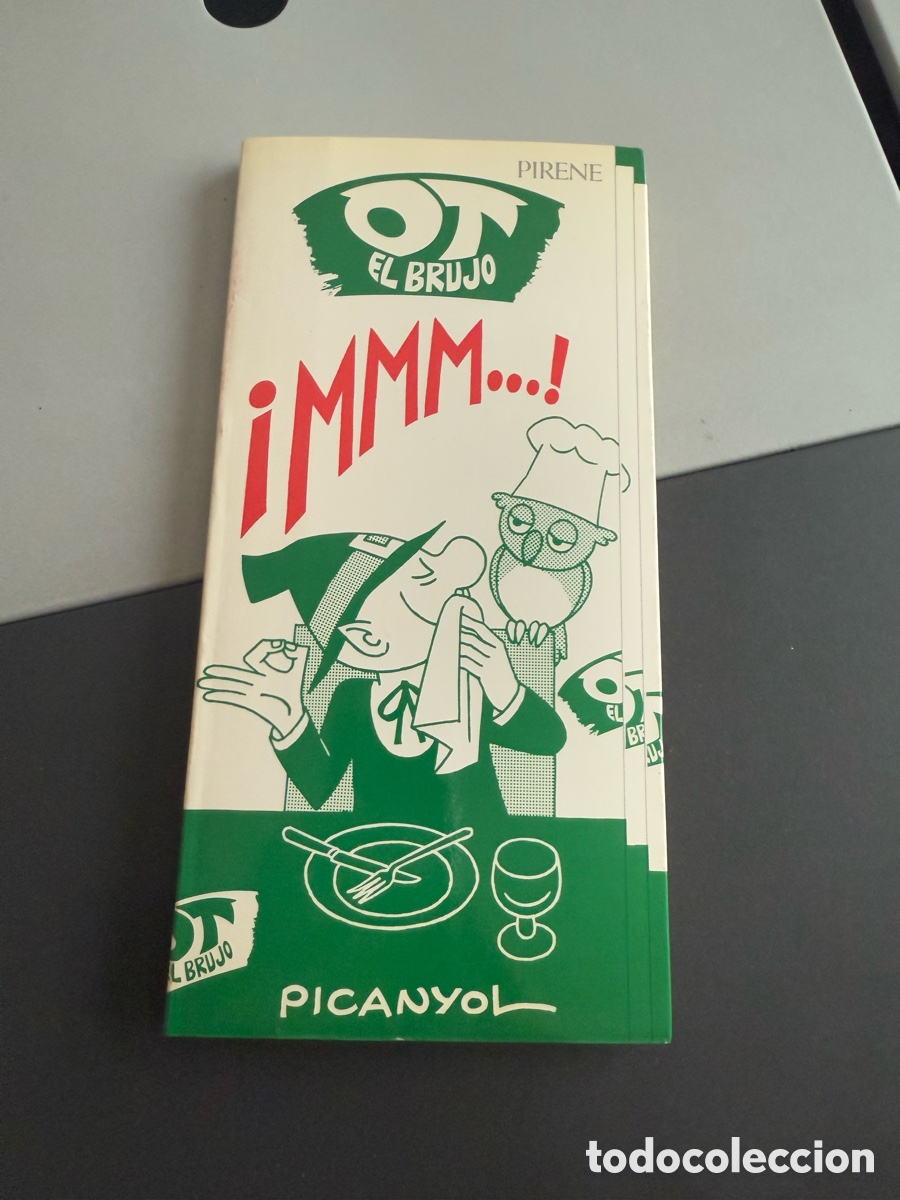 PIRENE
OT
EL BRUJO
¡MMM...!
OT
EL
BRUJO
OT
EL BRUJO
PICANYOL
todocoleccion